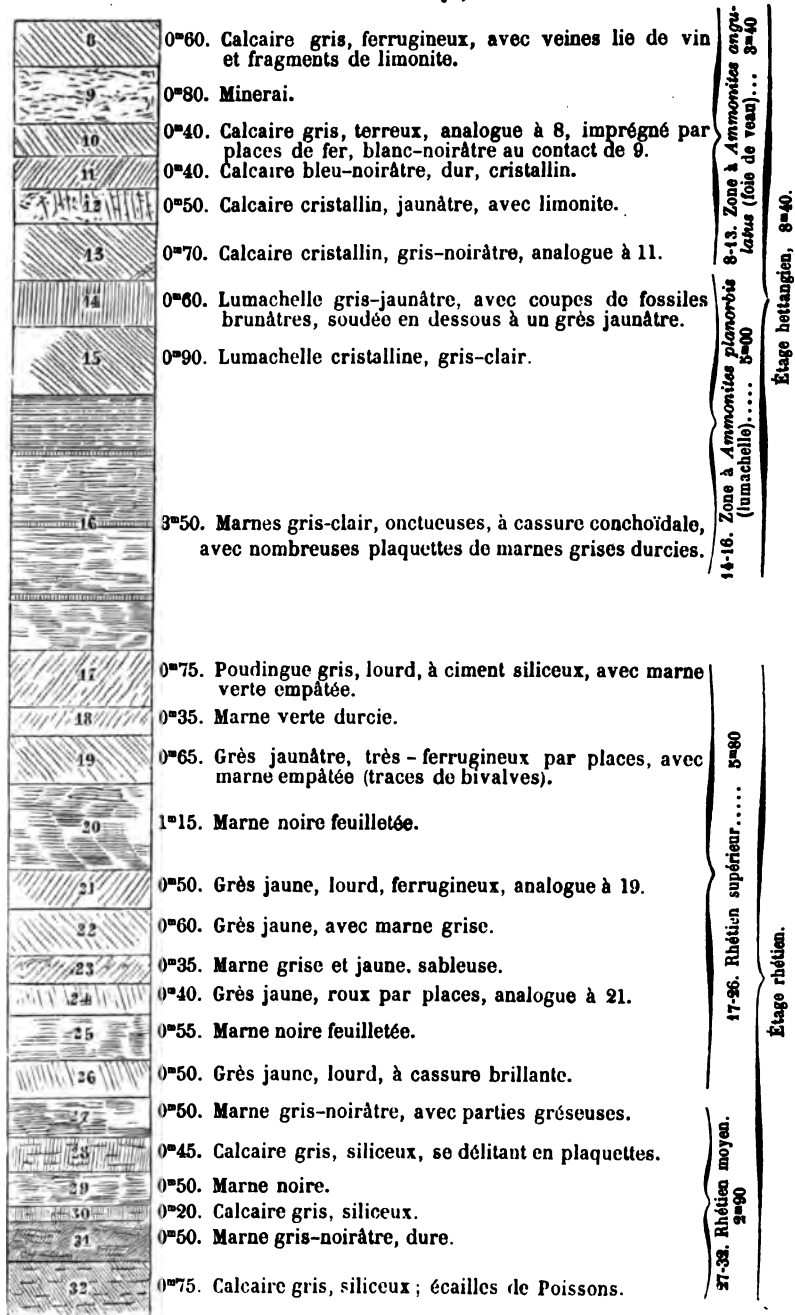 8
0m60. Calcaire gris, ferrugineux, avec veines lie de vin
et fragments de limonite.
9
0m80. Minerai.
10
0m40. Calcaire gris, terreux, analogue à 8, imprégné par
places de fer, blanc-noirâtre au contact de 9.
11
0m40. Calcaire bleu-noirâtre, dur, cristallin.
12
0m50. Calcaire cristallin, jaunâtre, avec limonite.
13
0m70. Calcaire cristallin, gris-noirâtre, analogue à 11.
8-13. Zone à Ammonites angu-
latus (foie de veau)... 3m40
14
0m60. Lumachelle gris-jaunâtre, avec coupes de fossiles
brunâtres, soudée en dessous à un grès jaunâtre.
15
0m90. Lumachelle cristalline, gris-clair.
16
3m50. Marnes gris-clair, onctueuses, à cassure conchoïdale,
avec nombreuses plaquettes de marnes grises durcies.
14-16. Zone à Ammonites planorbis
(lumachelle)..... 5m00
Étage hettangien, 8m40.
17
0m75. Poudingue gris, lourd, à ciment siliceux, avec marne
verte empâtée.
18
0m35. Marne verte durcie.
19
0m65. Grès jaunâtre, très-ferrugineux par places, avec
marne empâtée (traces de bivalves).
20
1m15. Marne noire feuilletée.
21
0m50. Grès jaune, lourd, ferrugineux, analogue à 19.
22
0m60. Grès jaune, avec marne grise.
23
0m35. Marne grise et jaune. sableuse.
24
0m40. Grès jaune, roux par places, analogue à 21.
25
0m55. Marne noire feuilletée.
26
0m50. Grès jaune, lourd, à cassure brillante.
17-26. Rhétien supérieur..... 5m80
27
0m50. Marne gris-noirâtre, avec parties gréseuses.
28
0m45. Calcaire gris, siliceux, se délitant en plaquettes.
29
0m50. Marne noire.
30
0m20. Calcaire gris, siliceux.
31
0m50. Marne gris-noirâtre, dure.
32
0m75. Calcaire gris, siliceux ; écailles de Poissons.
27-32. Rhétien moyen.
2m90
Étage rhétien.